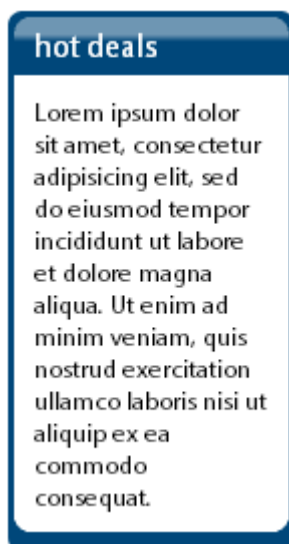 hot deals
Lorem ipsum dolor
sit amet, consectetur
adipisicing elit, sed
do eiusmod tempor
incididunt ut labore
et dolore magna
aliqua. Ut enim ad
minim veniam, quis
nostrud exercitation
ullamco laboris nisi ut
aliquip ex ea
commodo
consequat.